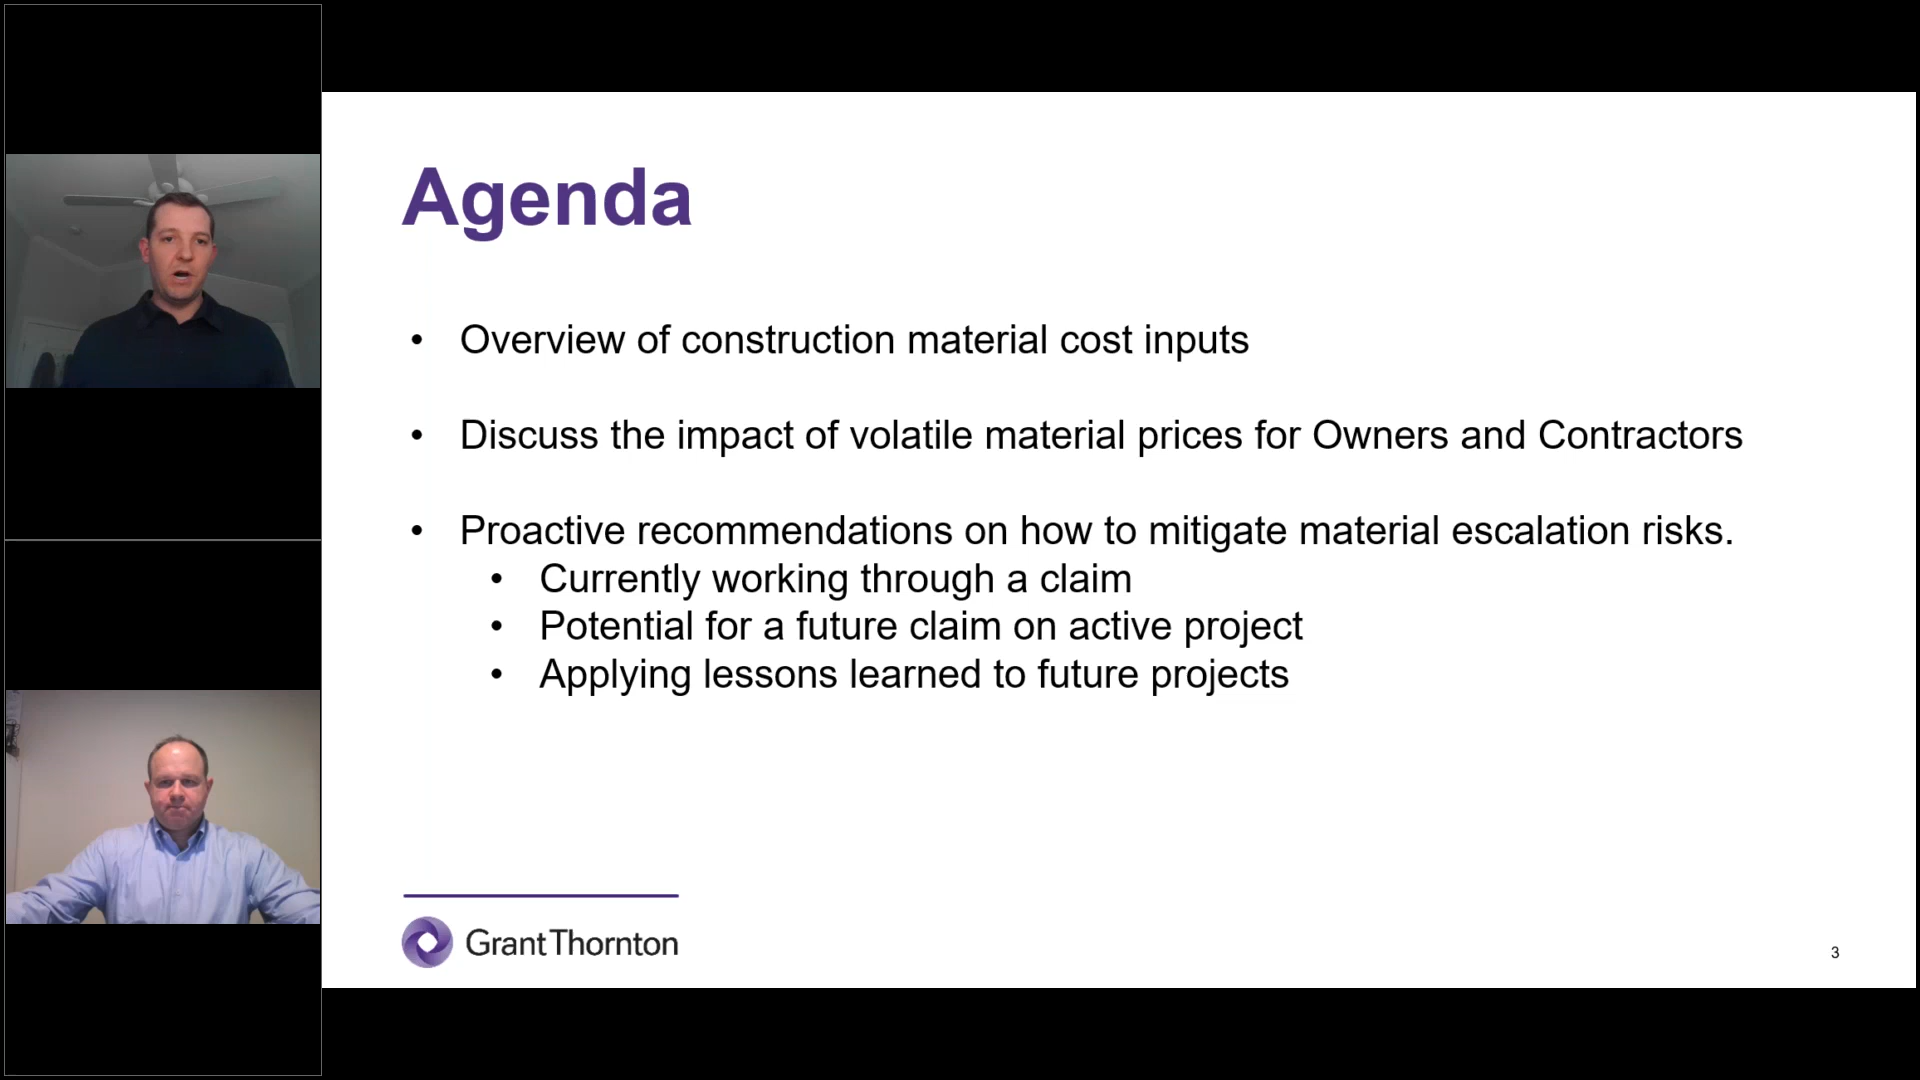 Agenda
• Overview of construction material cost inputs
• Discuss the impact of volatile material prices for Owners and Contractors
• Proactive recommendations on how to mitigate material escalation risks.
• Currently working through a claim
• Potential for a future claim on active project
• Applying lessons learned to future projects
Grant Thornton
3